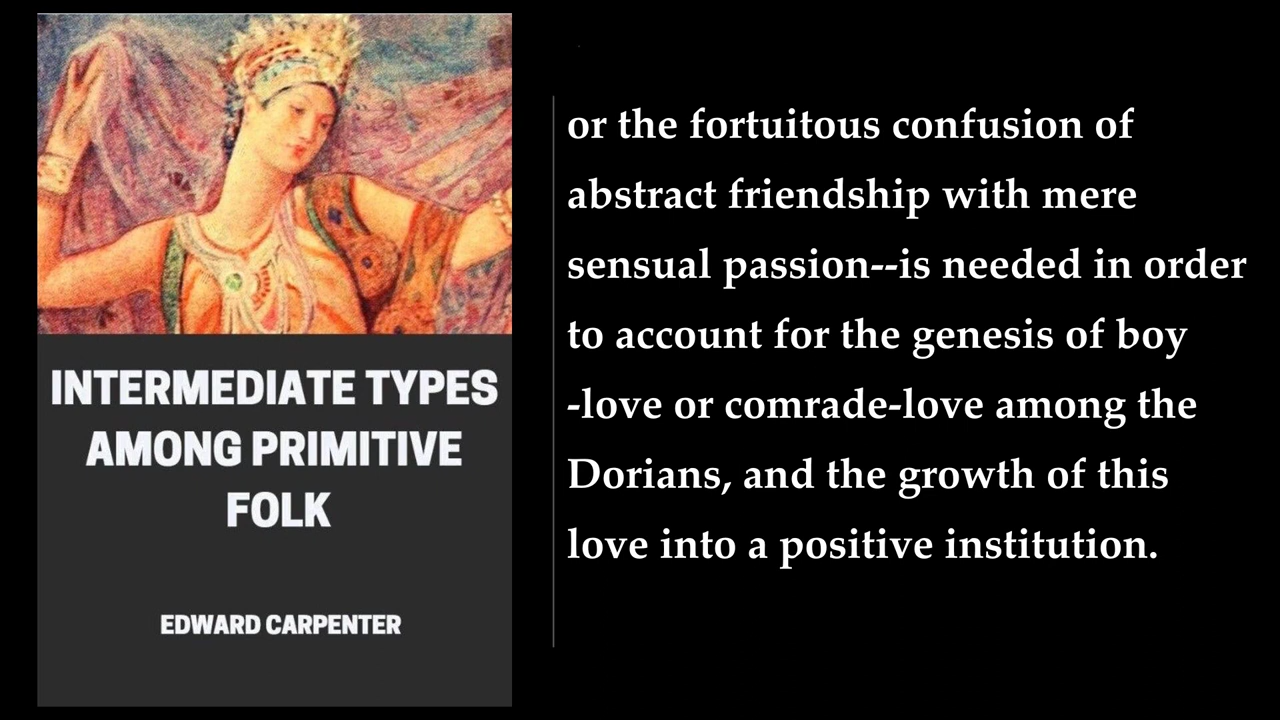 INTERMEDIATE TYPES
AMONG PRIMITIVE
FOLK
EDWARD CARPENTER
or the fortuitous confusion of
abstract friendship with mere
sensual passion--is needed in order
to account for the genesis of boy
-love or comrade-love among the
Dorians, and the growth of this
love into a positive institution.